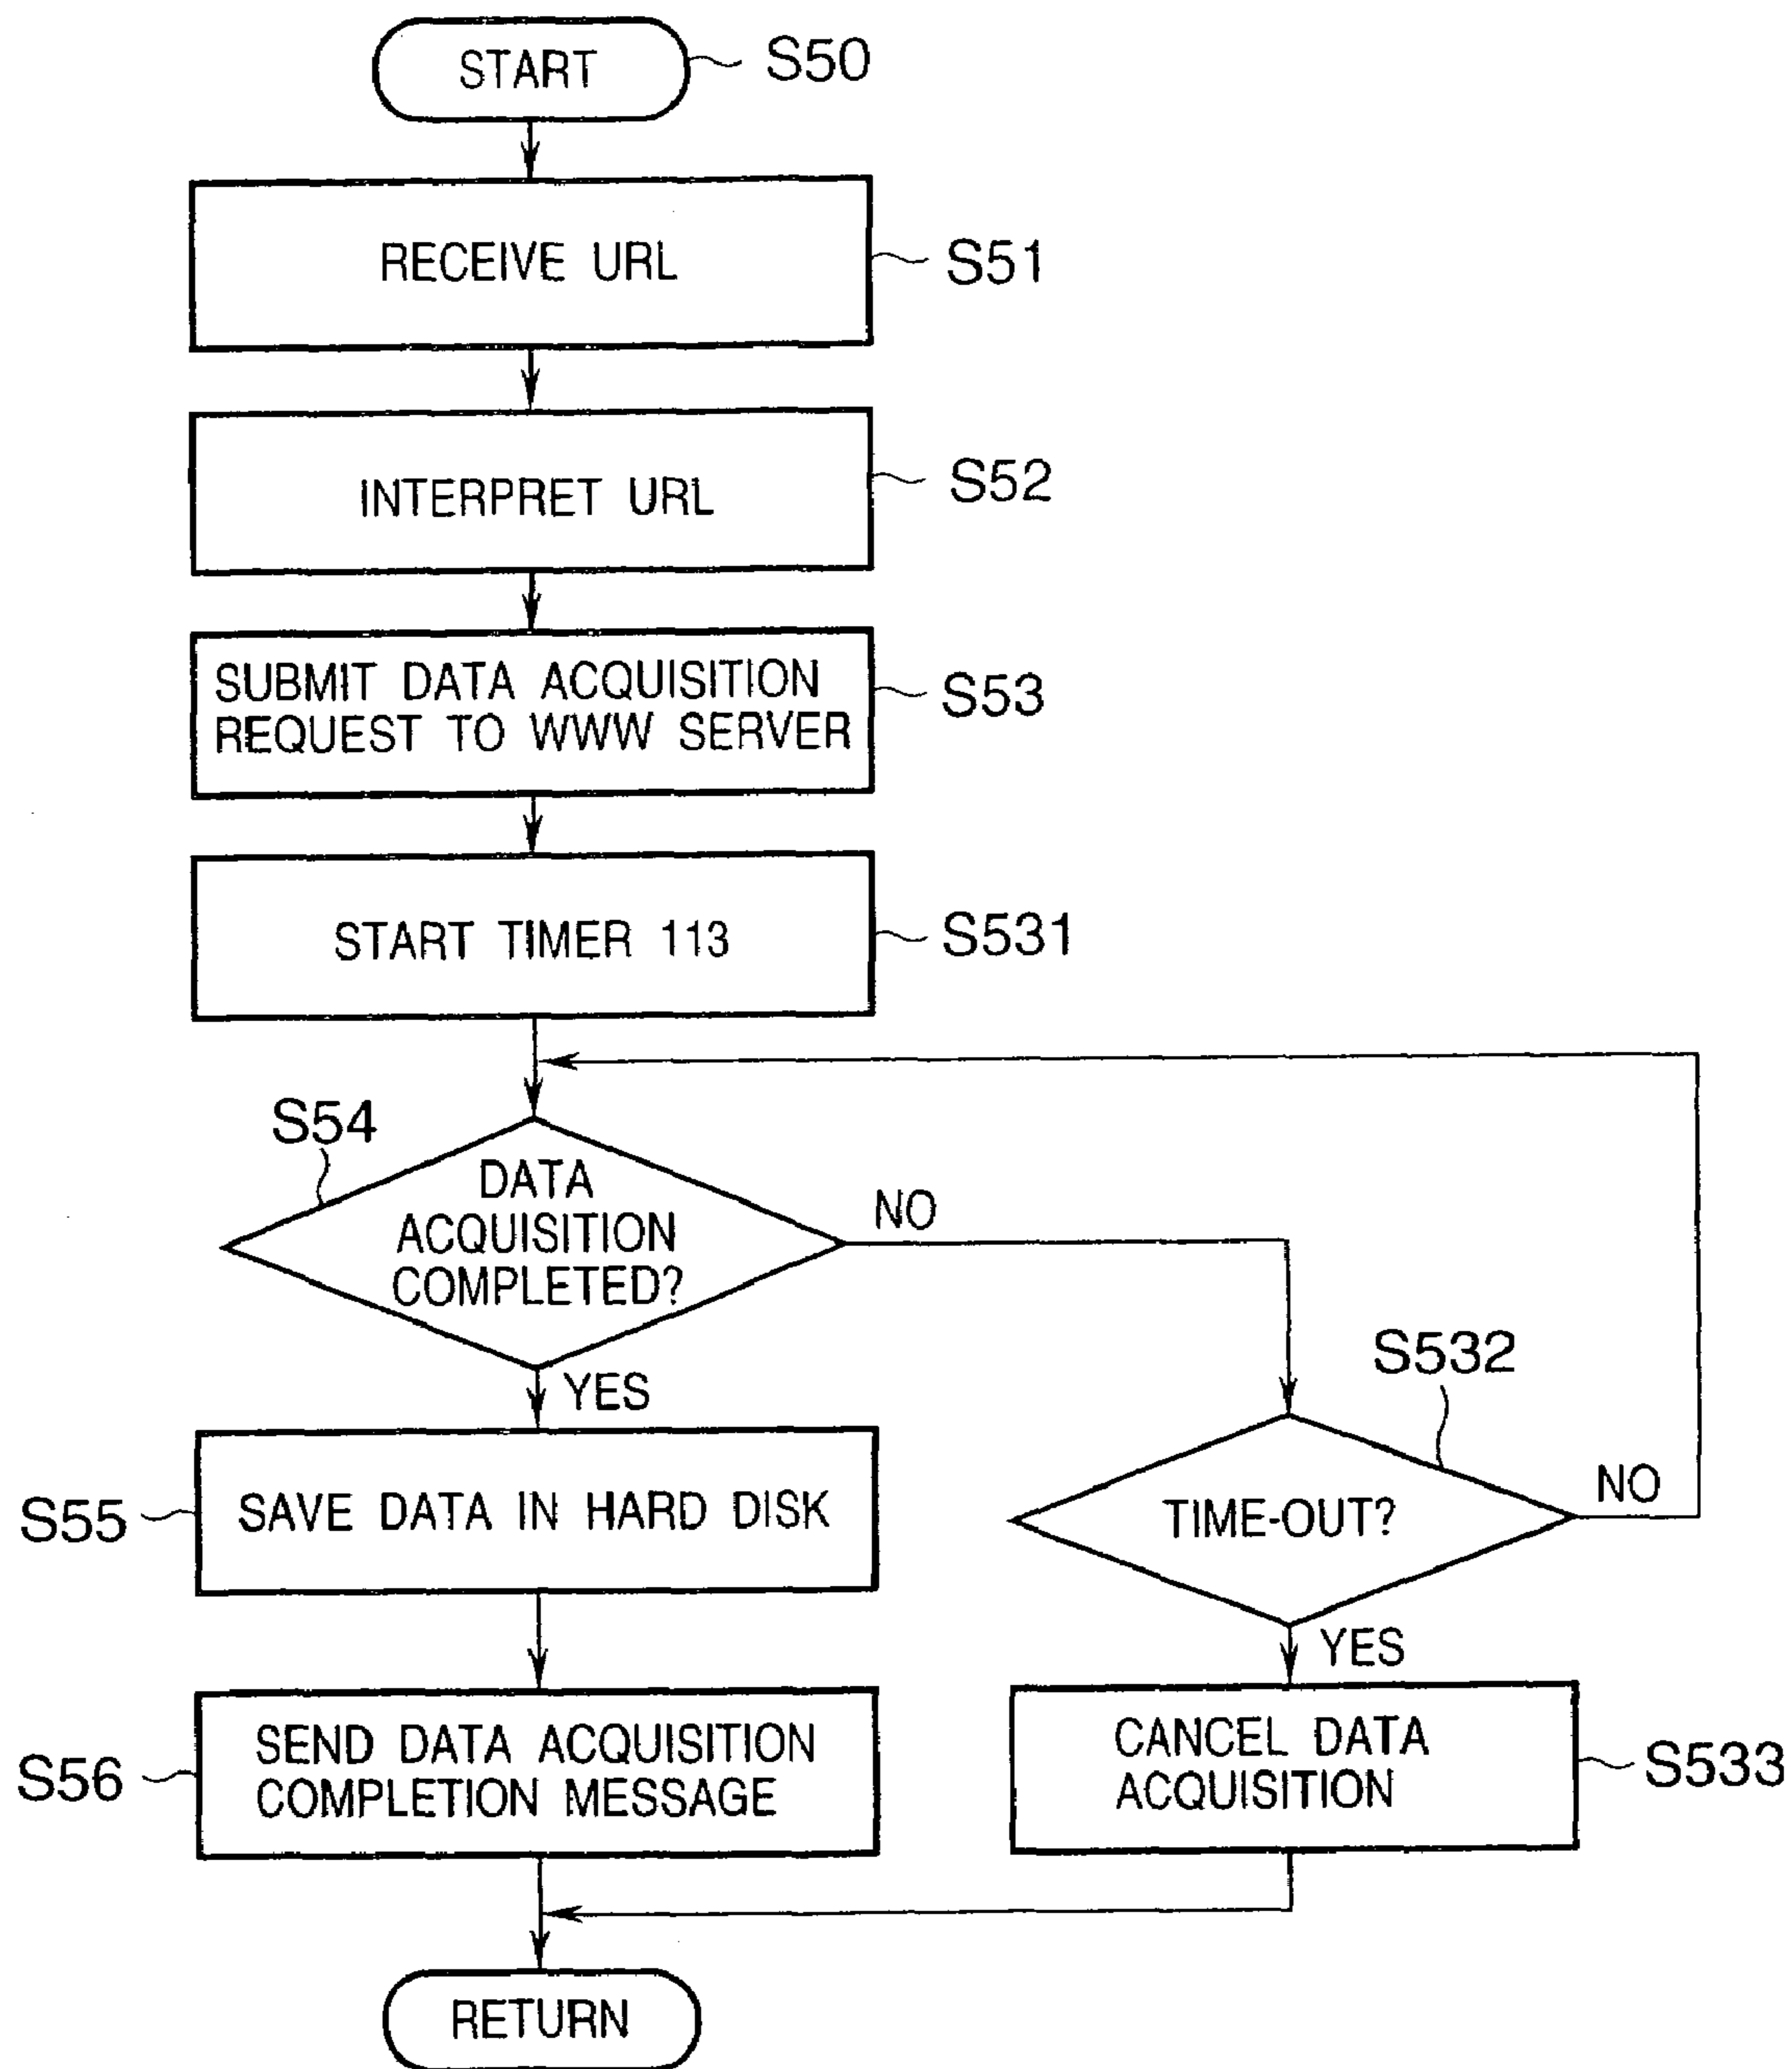 START
S50
RECEIVE URL
S51
INTERPRET URL
S52
SUBMIT DATA ACQUISITION
REQUEST TO WWW SERVER
S53
START TIMER 113
S531
S54
DATA
ACQUISITION
COMPLETED?
NO
YES
S532
TIME-OUT?
NO
YES
S55
SAVE DATA IN HARD DISK
S56
SEND DATA ACQUISITION
COMPLETION MESSAGE
CANCEL DATA
ACQUISITION
S533
RETURN